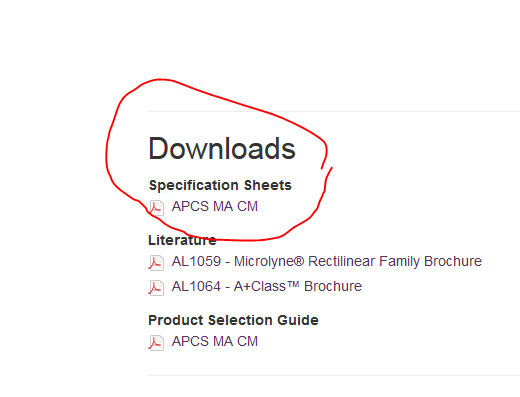 Downloads
Specification Sheets
APCS MA CM
Literature
AL1059 - Microlyne® Rectilinear Family Brochure
AL1064 - A+Class™ Brochure
Product Selection Guide
APCS MA CM